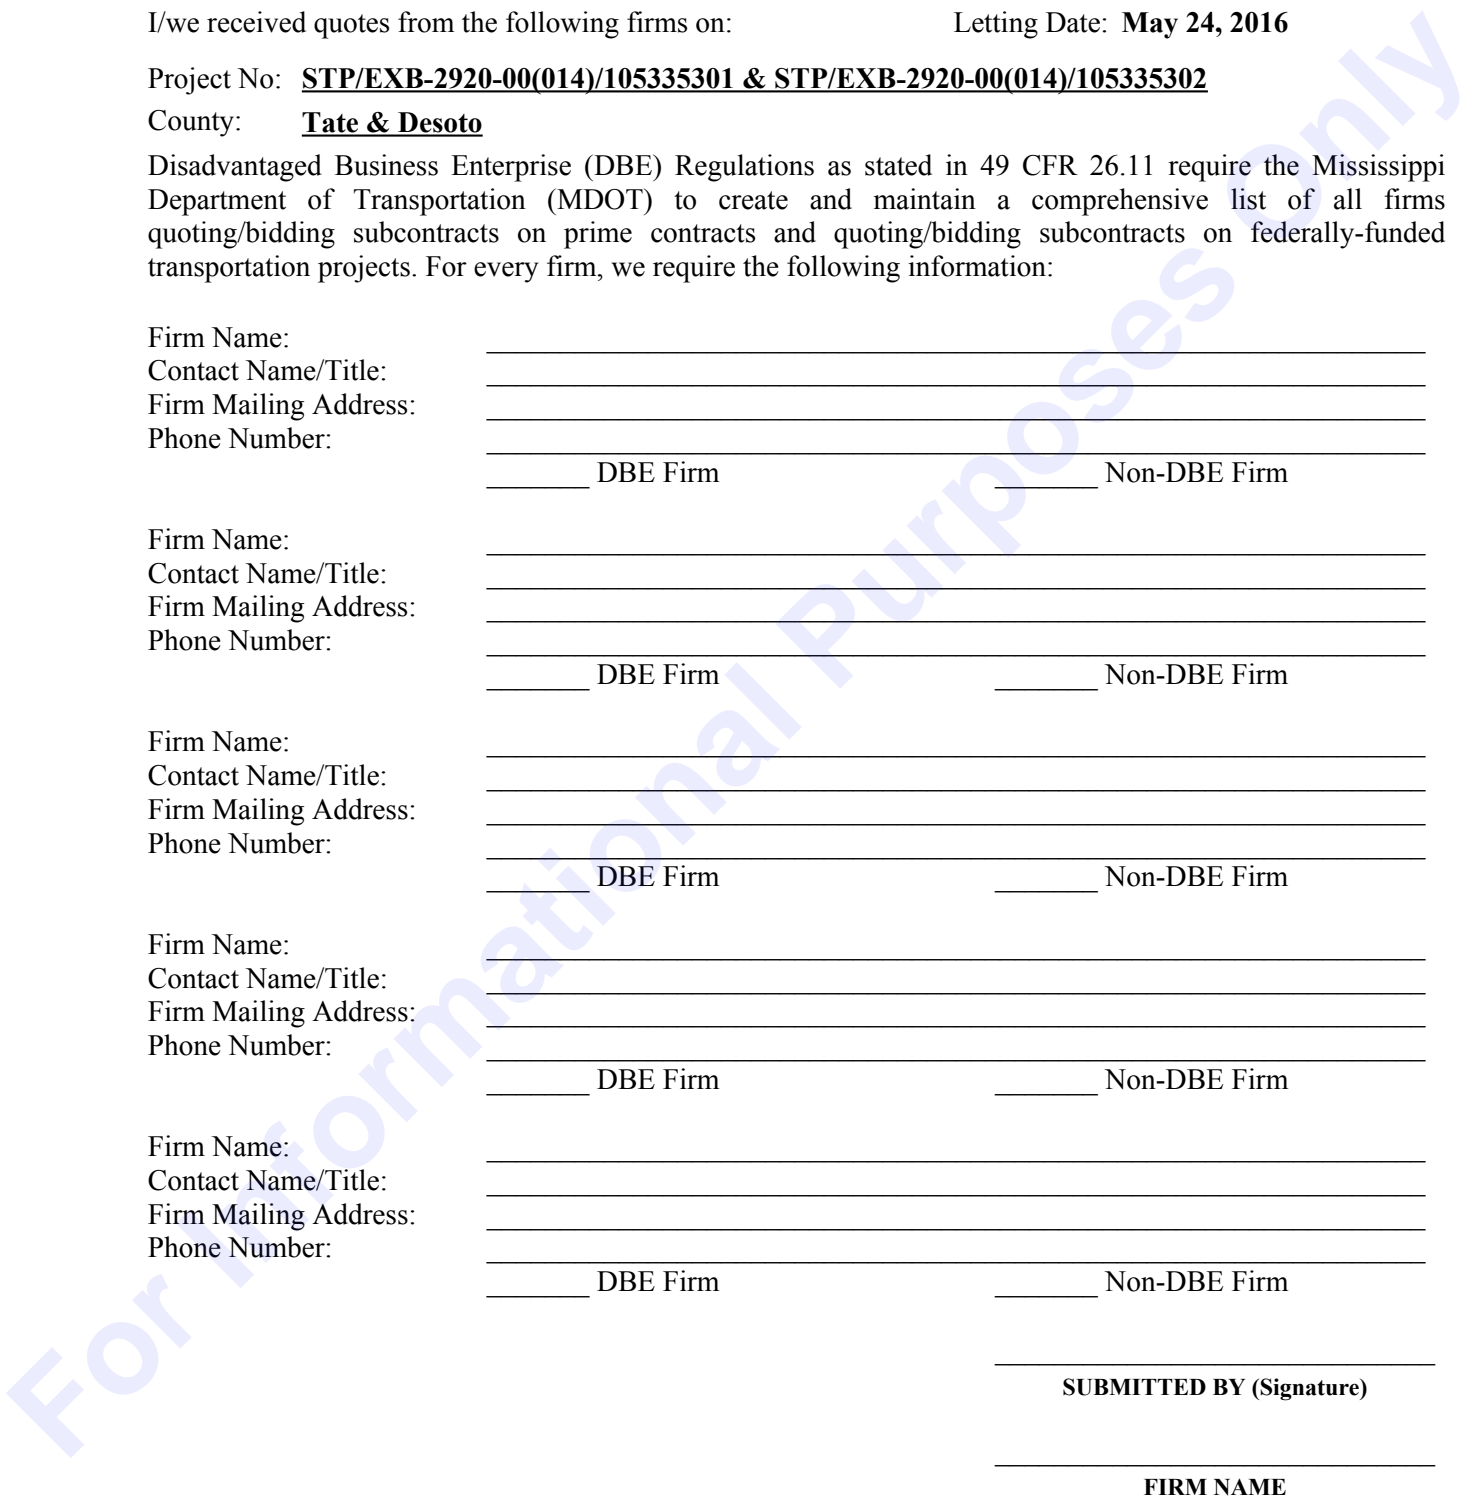 I/we received quotes from the following firms on: Letting Date: May 24, 2016
Project No: STP/EXB-2920-00(014)/105335301 & STP/EXB-2920-00(014)/105335302
County: Tate & Desoto
Disadvantaged Business Enterprise (DBE) Regulations as stated in 49 CFR 26.11 require the Mississippi
Department of Transportation (MDOT) to create and maintain a comprehensive list of all firms
quoting/bidding subcontracts on prime contracts and quoting/bidding subcontracts on federally-funded
transportation projects. For every firm, we require the following information:
Firm Name:
Contact Name/Title:
Firm Mailing Address:
Phone Number:
DBE Firm Non-DBE Firm
Firm Name:
Contact Name/Title:
Firm Mailing Address:
Phone Number:
DBE Firm Non-DBE Firm
Firm Name:
Contact Name/Title:
Firm Mailing Address:
Phone Number:
DBE Firm Non-DBE Firm
Firm Name:
Contact Name/Title:
Firm Mailing Address:
Phone Number:
DBE Firm Non-DBE Firm
Firm Name:
Contact Name/Title:
Firm Mailing Address:
Phone Number:
DBE Firm Non-DBE Firm
SUBMITTED BY (Signature)
FIRM NAME
For Informational Purposes Only